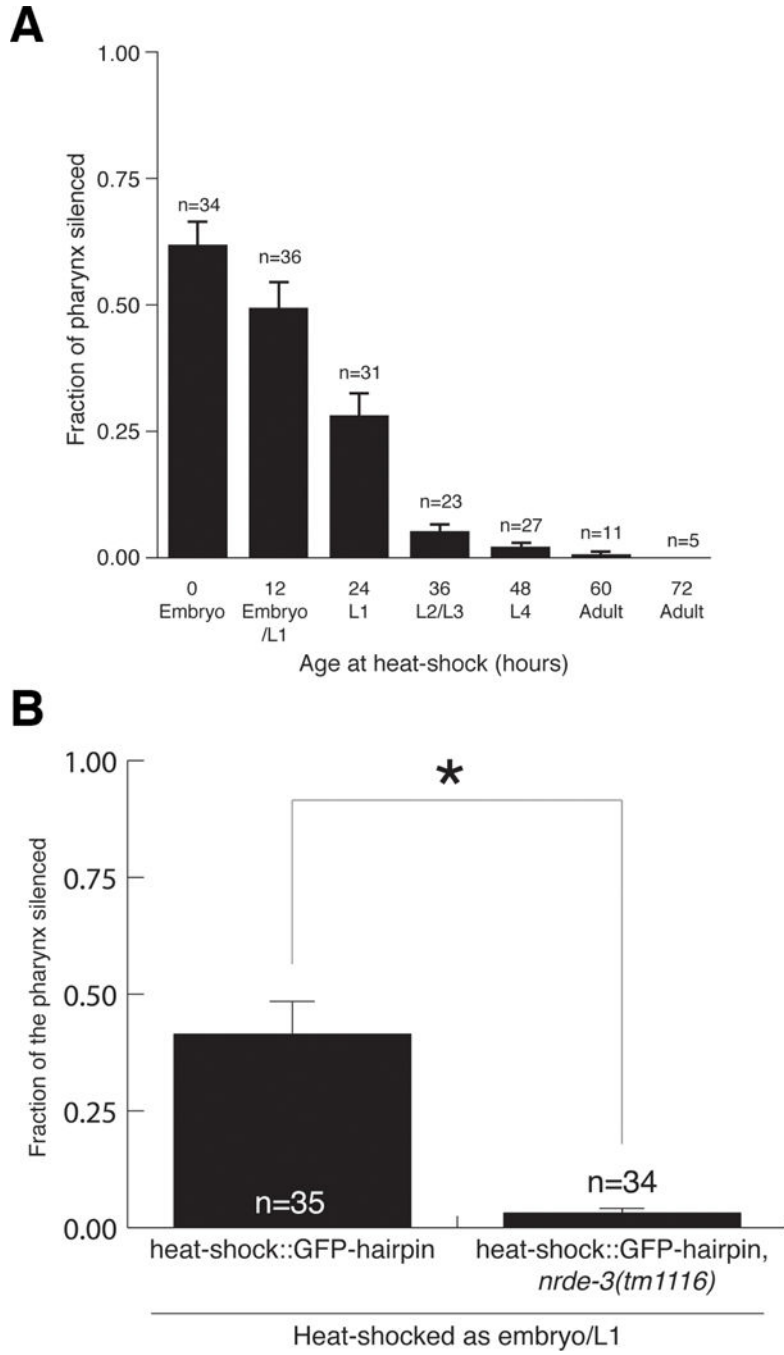 A
Fraction of pharynx silenced
1.00
0.75
0.50
0.25
0.00
n=34
n=36
n=31
n=23
n=27
n=11
n=5
0 12 24 36 48 60 72
Embryo Embryo L1 L2/L3 L4 Adult Adult
/L1
Age at heat-shock (hours)
B
Fraction of the pharynx silenced
1.00
0.75
0.50
0.25
0.00
*
n=35
n=34
heat-shock::GFP-hairpin
heat-shock::GFP-hairpin,
nrde-3(tm1116)
Heat-shocked as embryo/L1